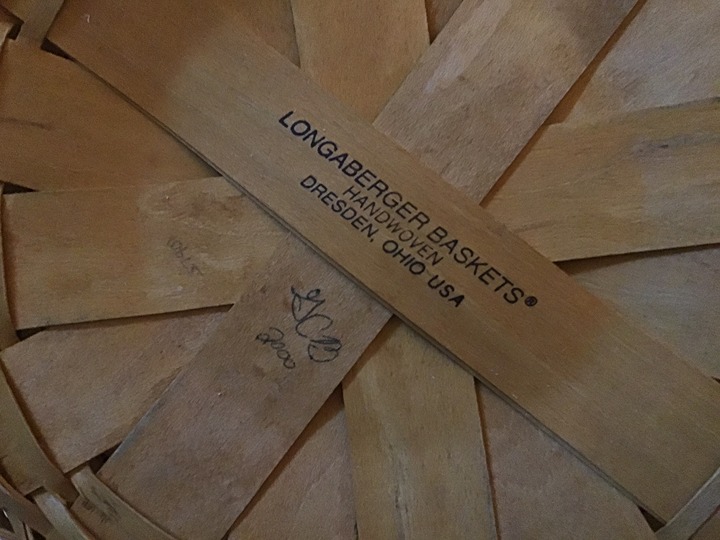 LONGABERGER BASKETS®
HANDWOVEN
DRESDEN, OHIO USA
2000